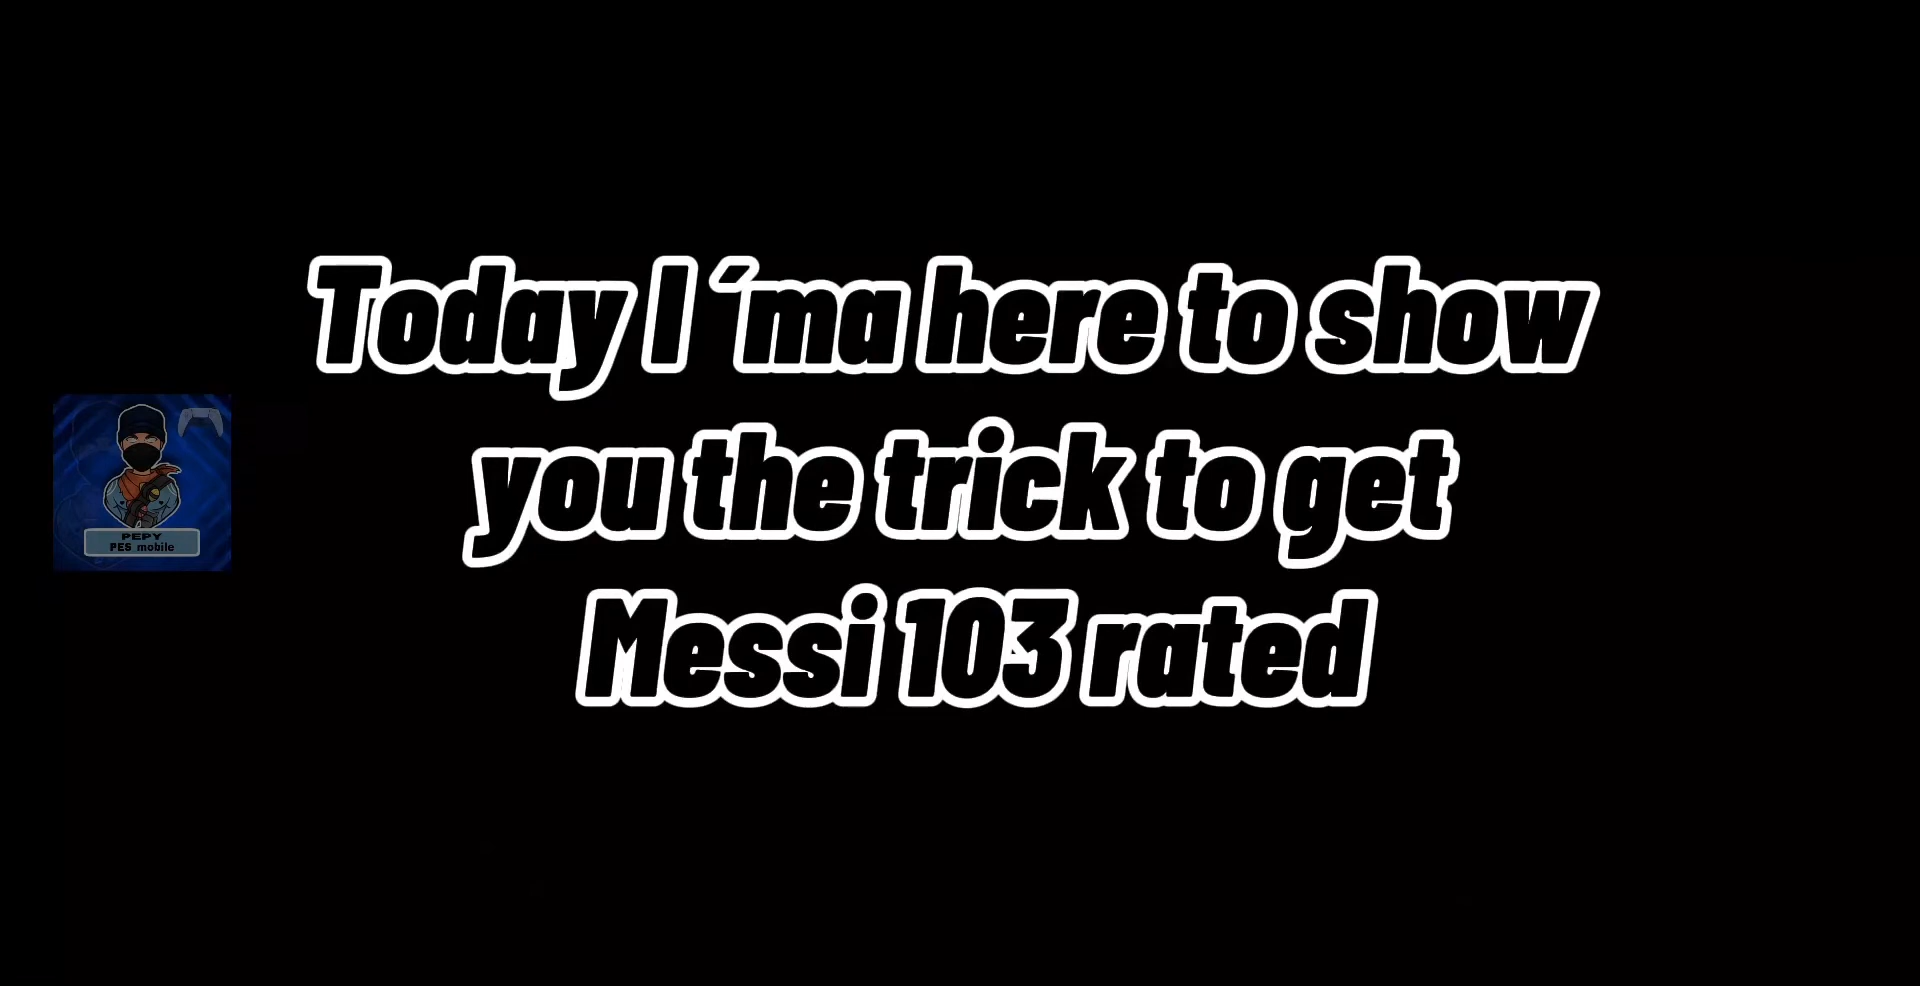 Today I ´ma here to show
you the trick to get
Messi 103 rated
PEPY
PES mobile